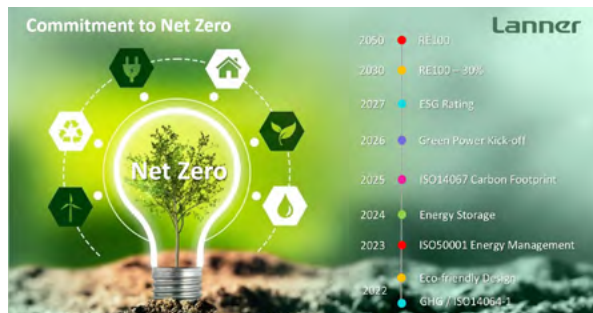 Commitment to Net Zero
Lanner
Net Zero
2050 RE100
2030 RE100 – 30%
2027 ESG Rating
2026 Green Power Kick-off
2025 ISO14067 Carbon Footprint
2024 Energy Storage
2023 ISO50001 Energy Management
Eco-friendly Design
2022
GHG / ISO14064-1